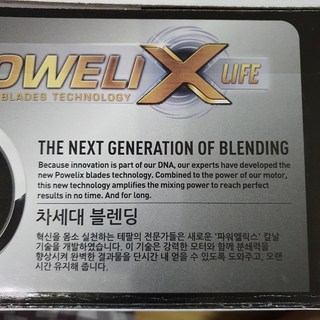 POWELIX LIFE
BLADES TECHNOLOGY
THE NEXT GENERATION OF BLENDING
Because innovation is part of our DNA, our experts have developed the
new Powelix blades technology. Combined to the power of our motor,
this new technology amplifies the mixing power to reach perfect
results in no time. And for long.
차세대 블렌딩
혁신을 몸소 실천하는 테팔의 전문가들은 새로운 '파워엘릭스' 칼날
기술을 개발하였습니다. 이 기술은 강력한 모터와 함께 분쇄력을
향상시켜 완벽한 결과물을 단시간 내 얻을 수 있도록 도와주고, 오랜
시간 유지해 줍니다.